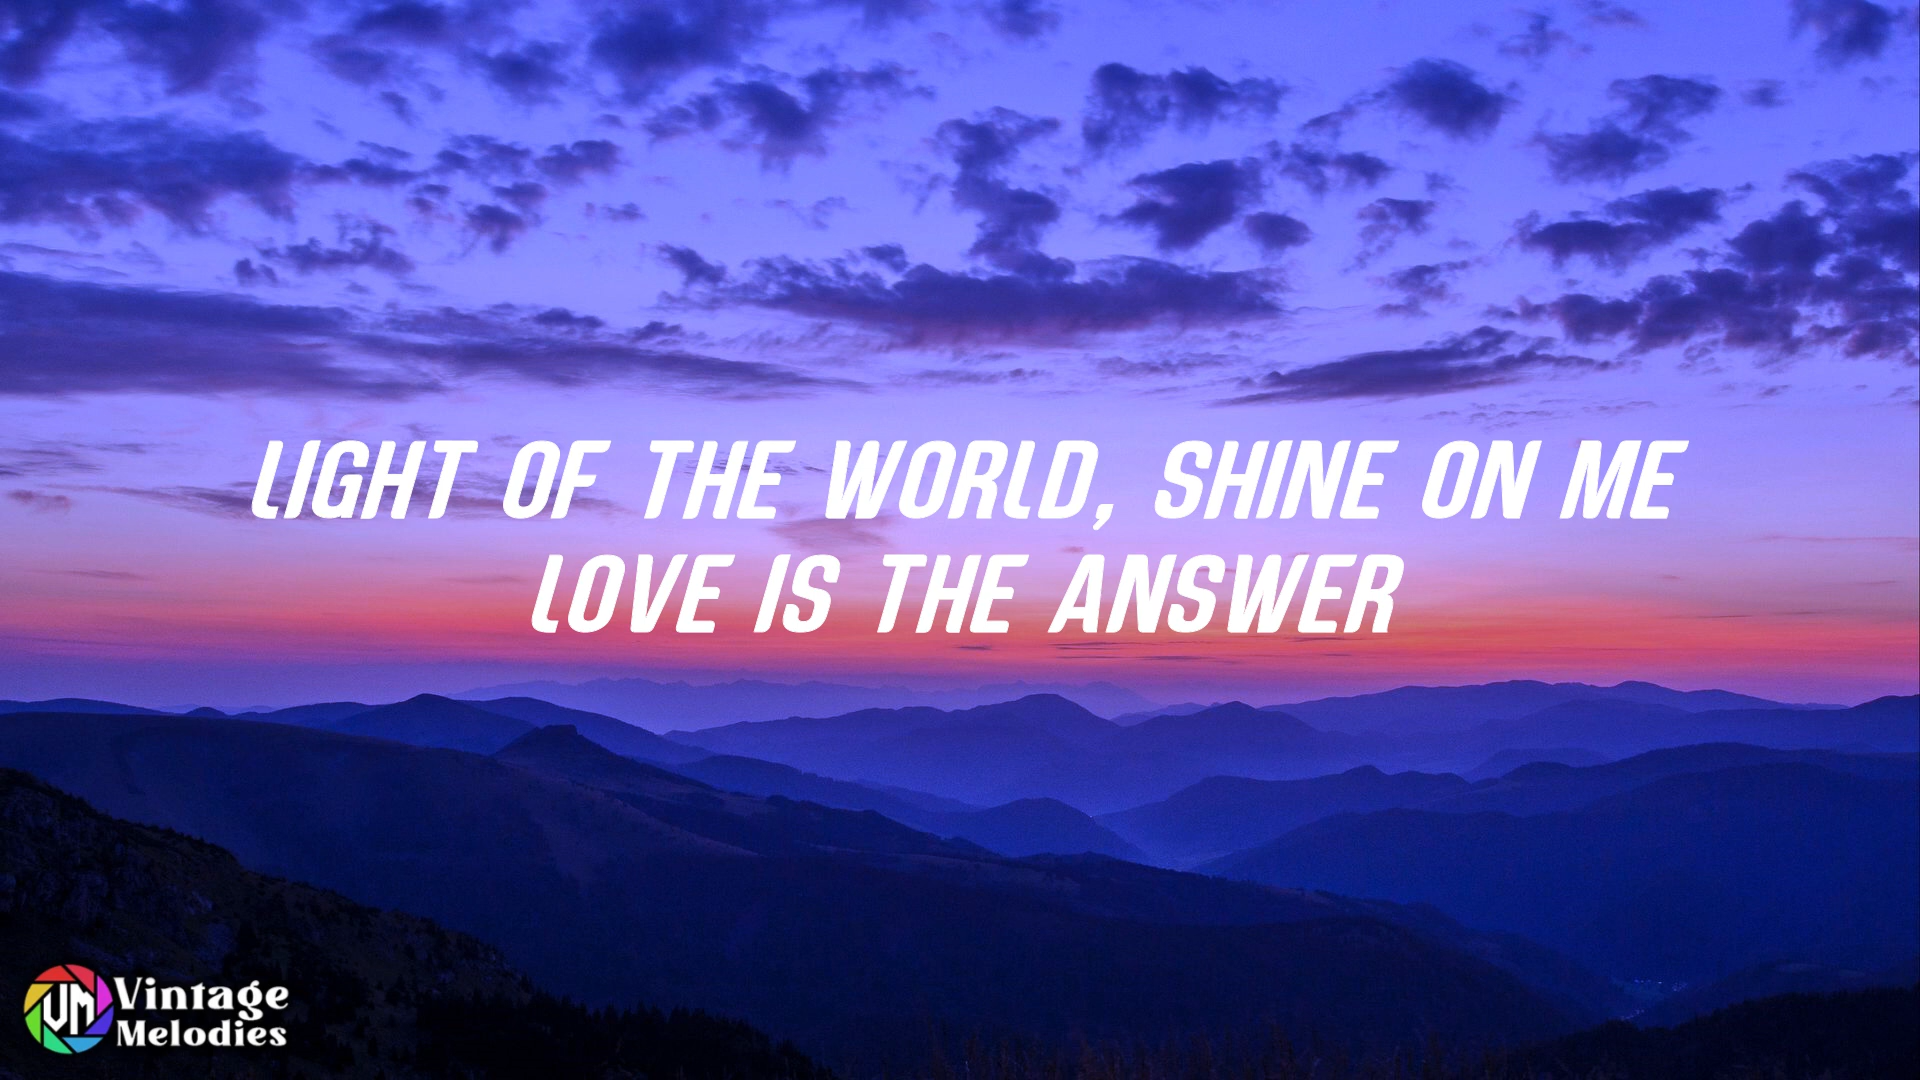 LIGHT OF THE WORLD, SHINE ON ME
LOVE IS THE ANSWER
VM
Vintage
Melodies